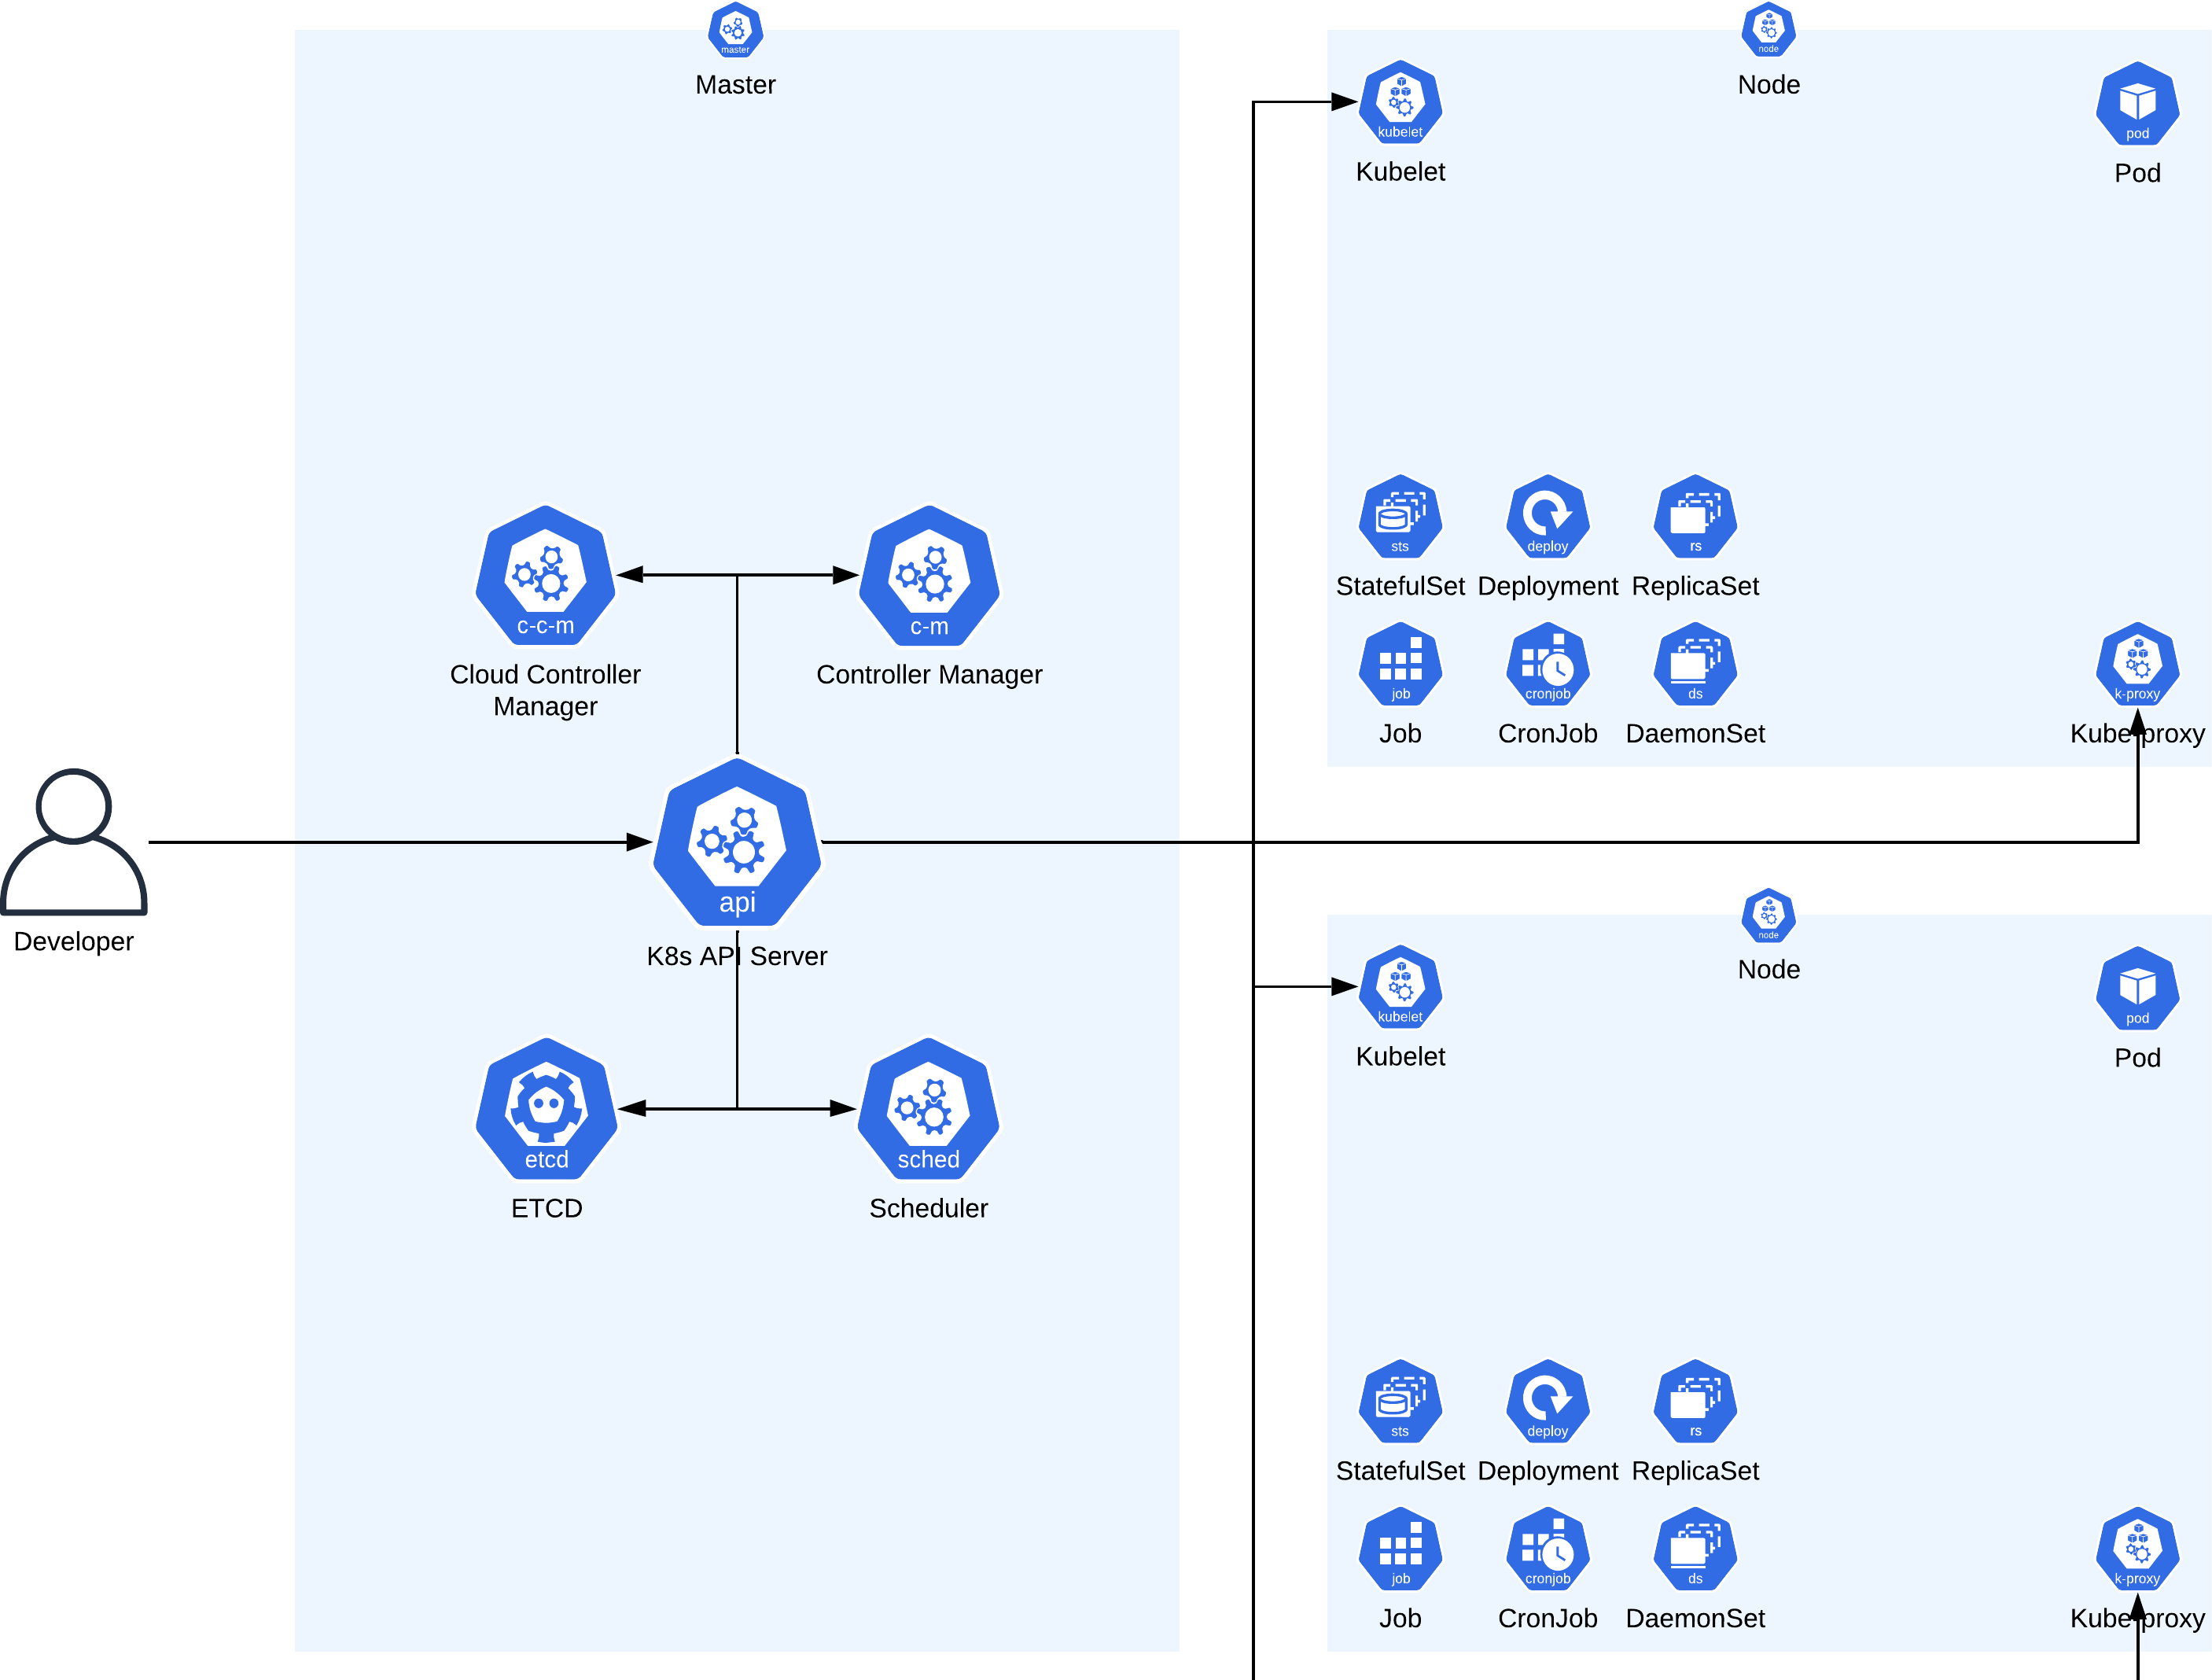 master
Master
c-c-m
Cloud Controller
Manager
c-m
Controller Manager
Developer
api
K8s API Server
etcd
ETCD
sched
Scheduler
node
Node
kubelet
Kubelet
pod
Pod
sts
StatefulSet
deploy
Deployment
rs
ReplicaSet
job
Job
cronjob
CronJob
ds
DaemonSet
k-proxy
Kube-proxy
node
Node
kubelet
Kubelet
pod
Pod
sts
StatefulSet
deploy
Deployment
rs
ReplicaSet
job
Job
cronjob
CronJob
ds
DaemonSet
k-proxy
Kube-proxy